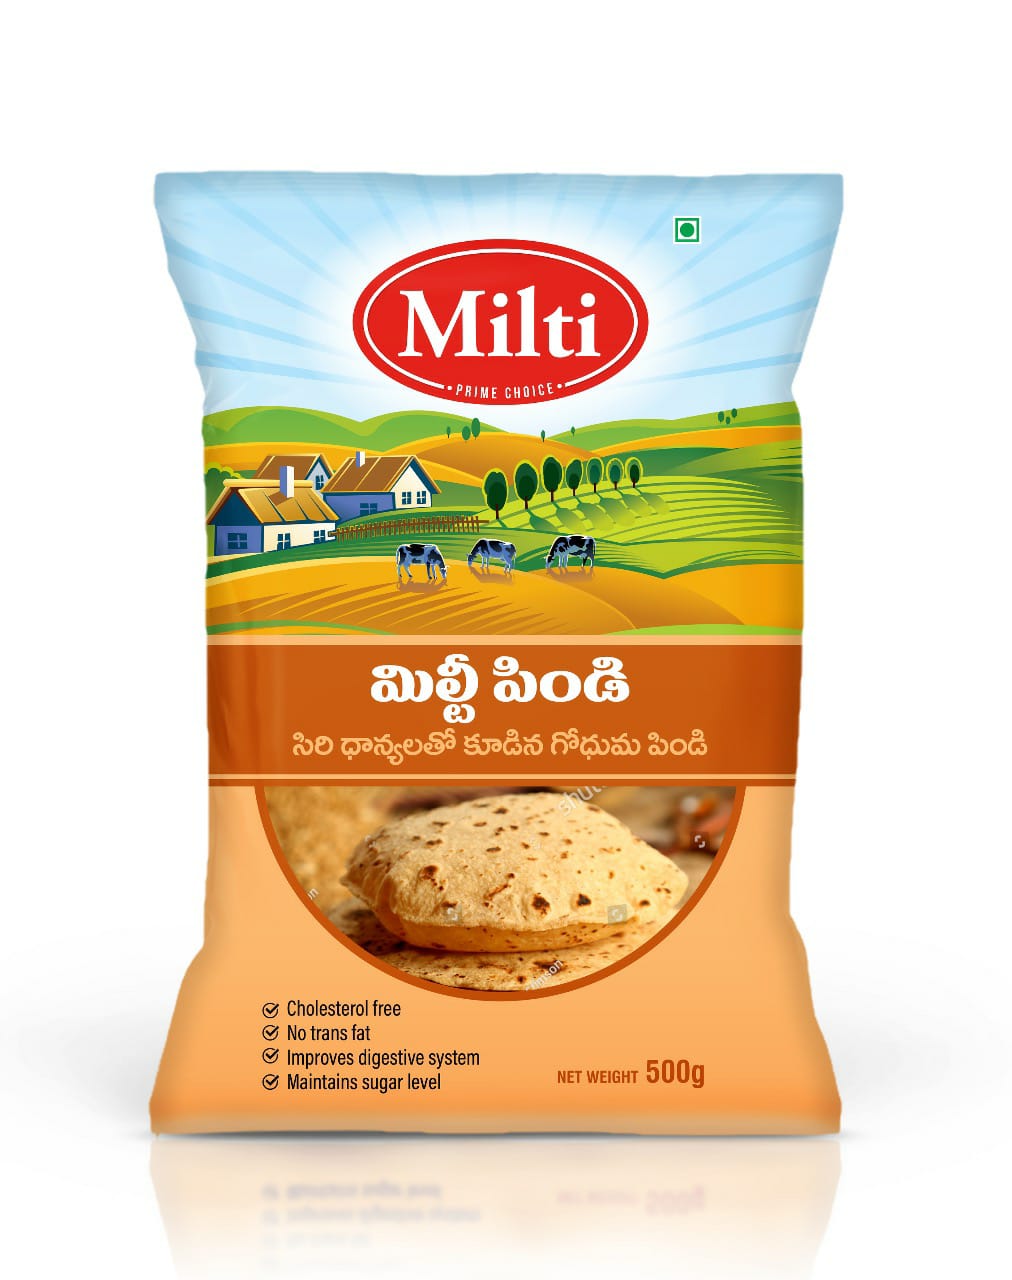 Milti
• PRIME CHOICE •
మిల్టీ పిండి
సిరి ధాన్యలతో కూడిన గోధుమ పిండి
Cholesterol free
No trans fat
Improves digestive system
Maintains sugar level
NET WEIGHT 500g